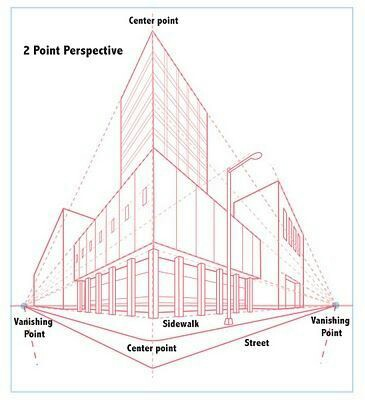 Center point
2 Point Perspective
Sidewalk
Vanishing
Point
Vanishing
Point
Center point
Street